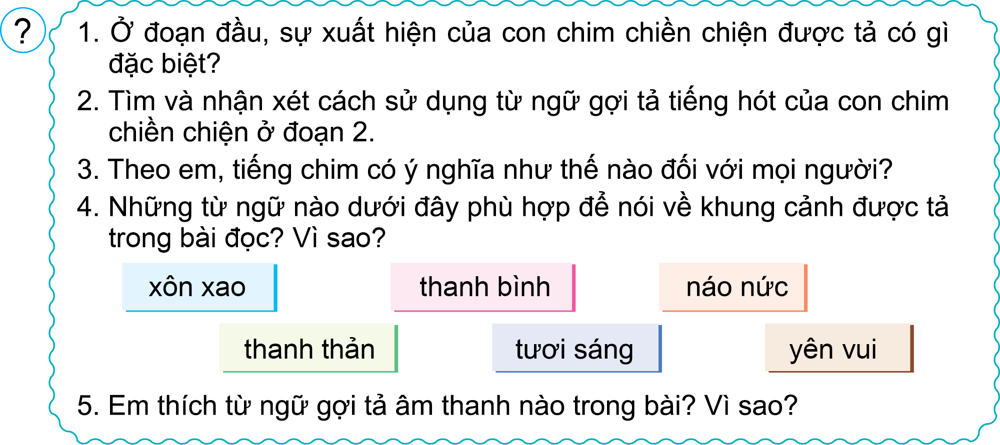 ?
1. Ở đoạn đầu, sự xuất hiện của con chim chiền chiện được tả có gì
đặc biệt?
2. Tìm và nhận xét cách sử dụng từ ngữ gợi tả tiếng hót của con chim
chiền chiện ở đoạn 2.
3. Theo em, tiếng chim có ý nghĩa như thế nào đối với mọi người?
4. Những từ ngữ nào dưới đây phù hợp để nói về khung cảnh được tả
trong bài đọc? Vì sao?
xôn xao
thanh bình
náo nức
thanh thản
tươi sáng
yên vui
5. Em thích từ ngữ gợi tả âm thanh nào trong bài? Vì sao?